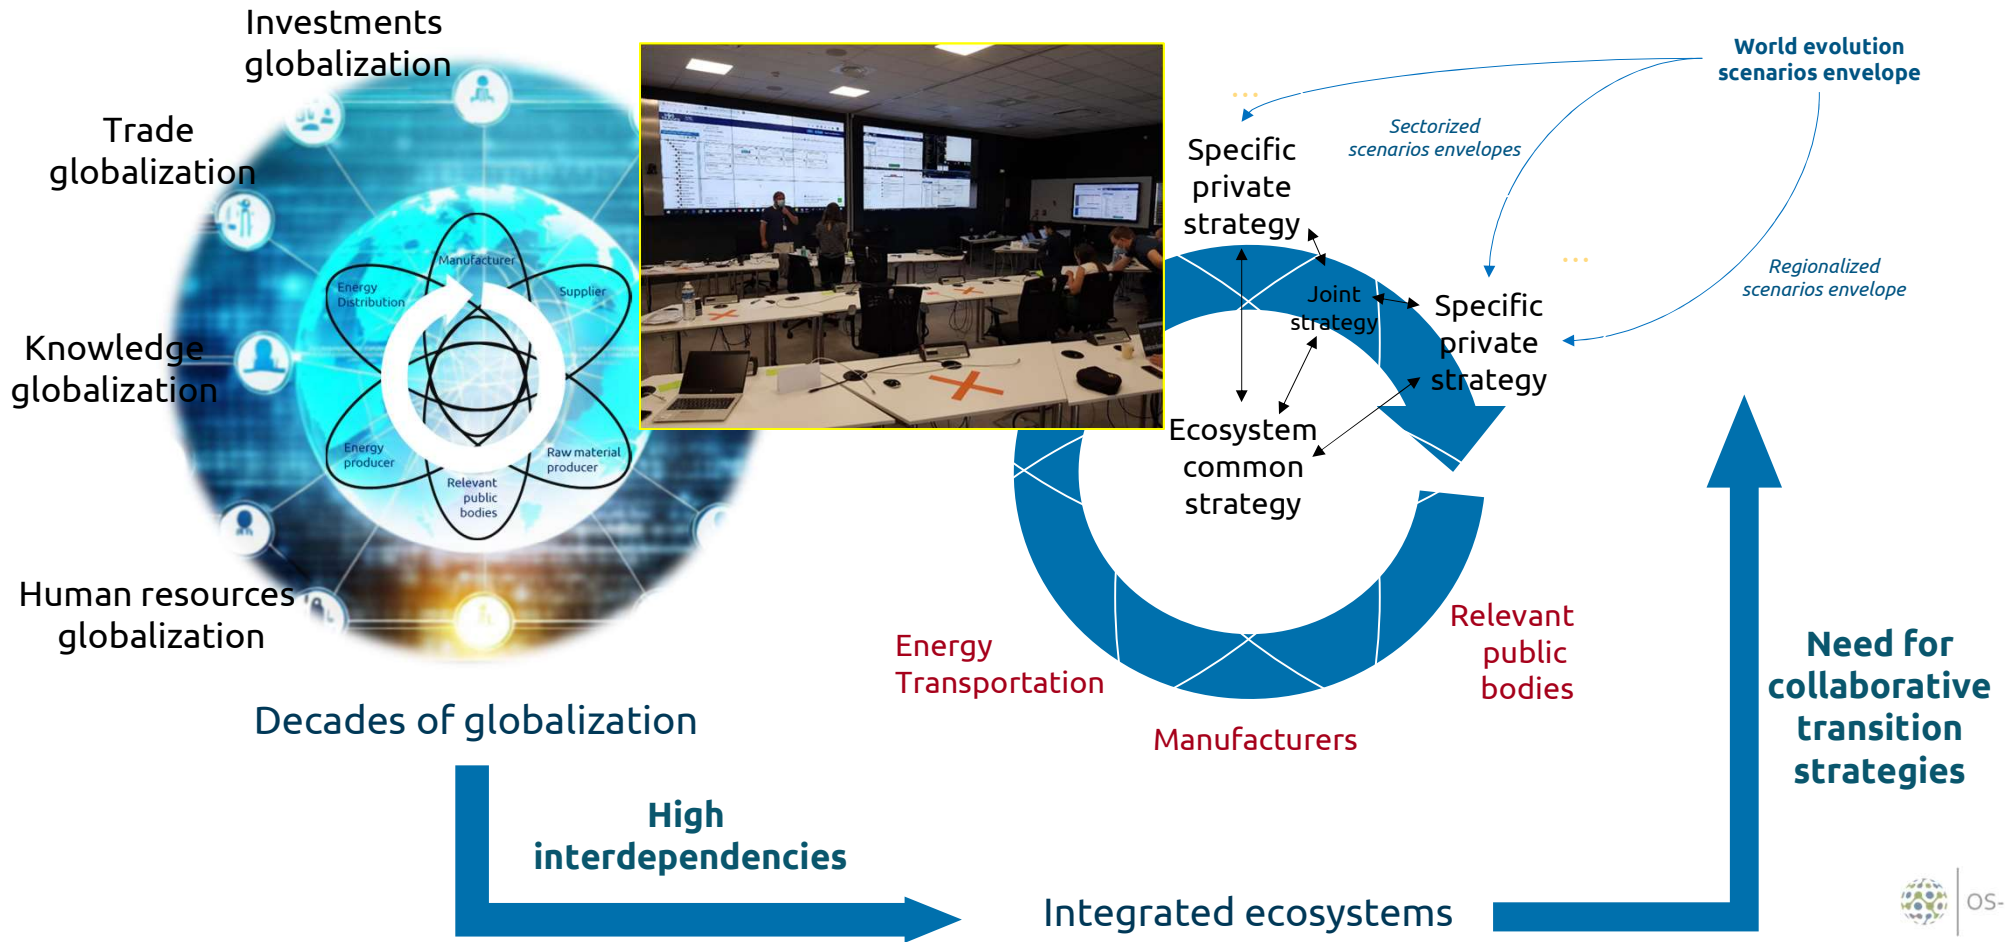 Investments
globalization
Trade
globalization
Knowledge
globalization
Human resources
globalization
Manufacturer
Energy
Distribution
Supplier
Energy
producer
Raw material
producer
Relevant
public
bodies
Decades of globalization
High
interdependencies
Integrated ecosystems
Need for
collaborative
transition
strategies
World evolution
scenarios envelope
...
Sectorized
scenarios envelopes
...
Regionalized
scenarios envelope
Specific
private
strategy
Joint
strategy
Specific
private
strategy
Ecosystem
common
strategy
Energy
Transportation
Manufacturers
Relevant
public
bodies
OS-